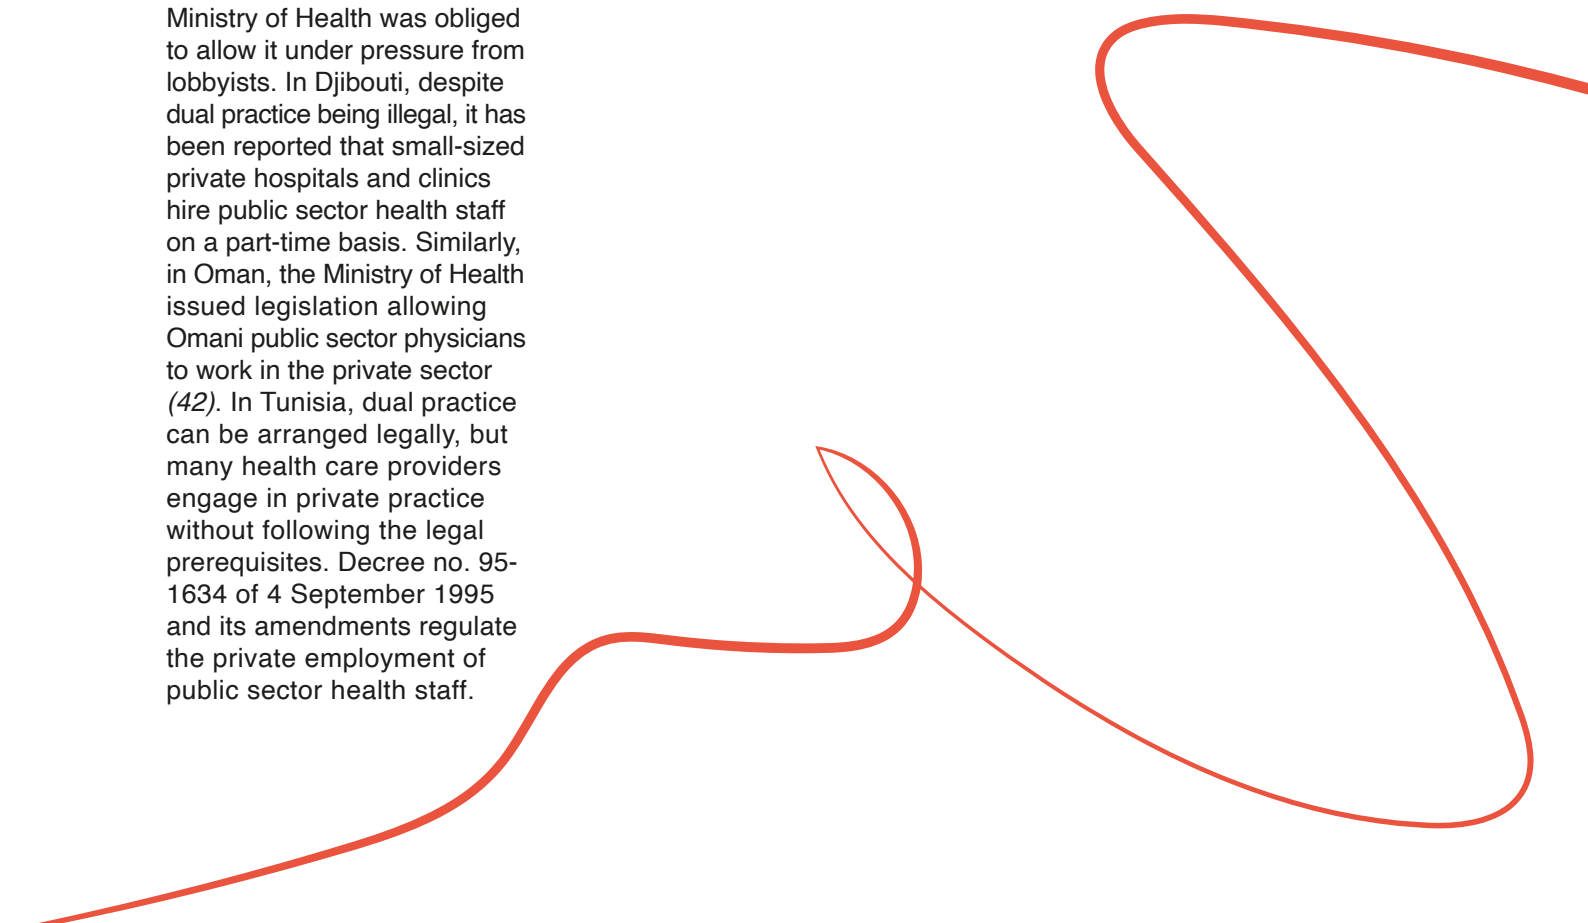 Ministry of Health was obliged
to allow it under pressure from
lobbyists. In Djibouti, despite
dual practice being illegal, it has
been reported that small-sized
private hospitals and clinics
hire public sector health staff
on a part-time basis. Similarly,
in Oman, the Ministry of Health
issued legislation allowing
Omani public sector physicians
to work in the private sector
(42). In Tunisia, dual practice
can be arranged legally, but
many health care providers
engage in private practice
without following the legal
prerequisites. Decree no. 95-
1634 of 4 September 1995
and its amendments regulate
the private employment of
public sector health staff.